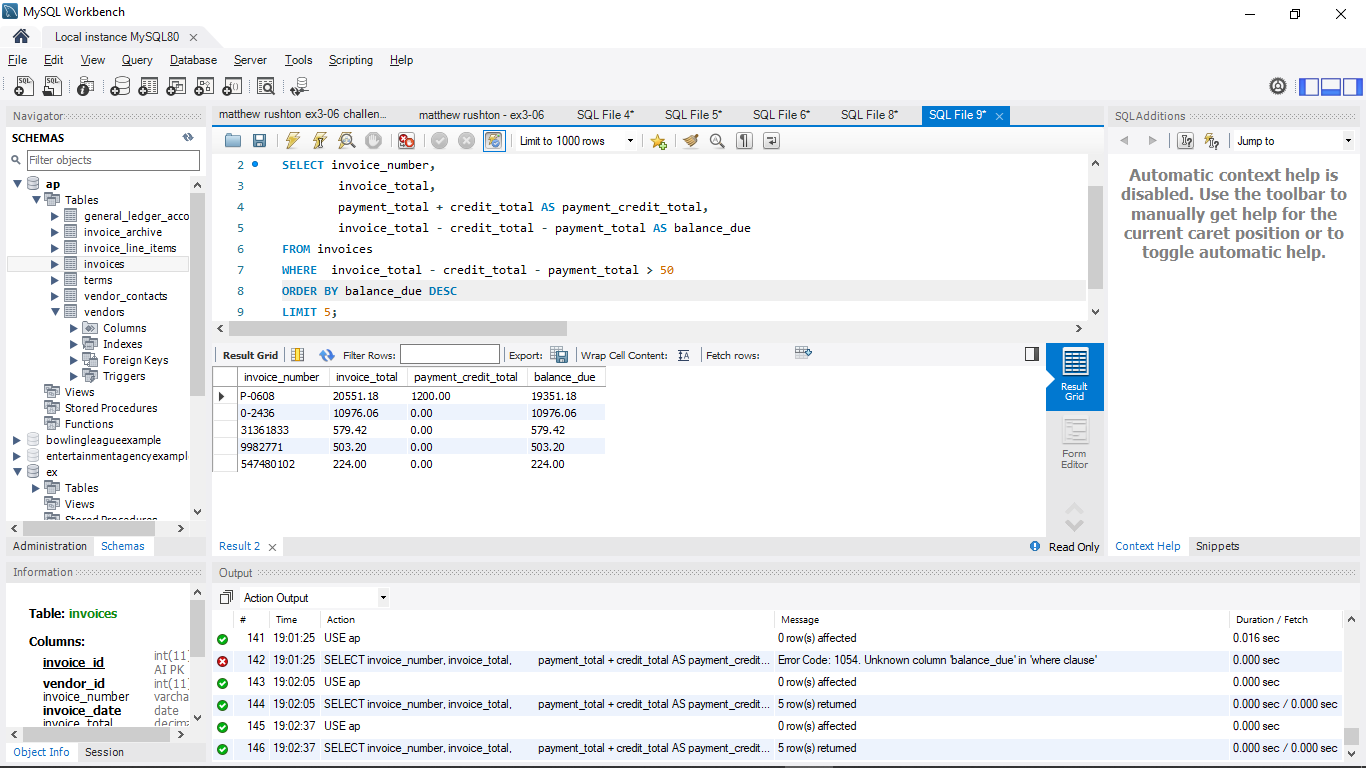 MySQL Workbench
Local instance MySQL80
File Edit View Query Database Server Tools Scripting Help
Navigator
SCHEMAS
Filter objects
ap
Tables
general_ledger_acco
invoice_archive
invoice_line_items
invoices
terms
vendor_contacts
vendors
Columns
Indexes
Foreign Keys
Triggers
Views
Stored Procedures
Functions
bowlingleagueexample
entertainmentagencyexampl
ex
Tables
Views
Stored Procedures
Administration Schemas
Information
Table: invoices
Columns:
invoice_id int(11)
AI PK
vendor_id int(11)
invoice_number varcha
invoice_date date
invoice_total decima
Object Info Session
matthew rushton ex3-06 challen... matthew rushton - ex3-06 SQL File 4* SQL File 5* SQL File 6* SQL File 8* SQL File 9*
Limit to 1000 rows
2 SELECT invoice_number,
3 invoice_total,
4 payment_total + credit_total AS payment_credit_total,
5 invoice_total - credit_total - payment_total AS balance_due
6 FROM invoices
7 WHERE invoice_total - credit_total - payment_total > 50
8 ORDER BY balance_due DESC
9 LIMIT 5;
Result Grid Filter Rows: Export: Wrap Cell Content: Fetch rows:
invoice_number invoice_total payment_credit_total balance_due
P-0608 20551.18 1200.00 19351.18
0-2436 10976.06 0.00 10976.06
31361833 579.42 0.00 579.42
9982771 503.20 0.00 503.20
547480102 224.00 0.00 224.00
Result
Grid
Form
Editor
Result 2 Read Only
SQLAdditions
Jump to
Automatic context help is
disabled. Use the toolbar to
manually get help for the
current caret position or to
toggle automatic help.
Context Help Snippets
Output
Action Output
# Time Action Message Duration / Fetch
141 19:01:25 USE ap 0 row(s) affected 0.016 sec
142 19:01:25 SELECT invoice_number, invoice_total, payment_total + credit_total AS payment_credit... Error Code: 1054. Unknown column 'balance_due' in 'where clause' 0.000 sec
143 19:02:05 USE ap 0 row(s) affected 0.000 sec
144 19:02:05 SELECT invoice_number, invoice_total, payment_total + credit_total AS payment_credit... 5 row(s) returned 0.000 sec / 0.000 sec
145 19:02:37 USE ap 0 row(s) affected 0.000 sec
146 19:02:37 SELECT invoice_number, invoice_total, payment_total + credit_total AS payment_credit... 5 row(s) returned 0.000 sec / 0.000 sec